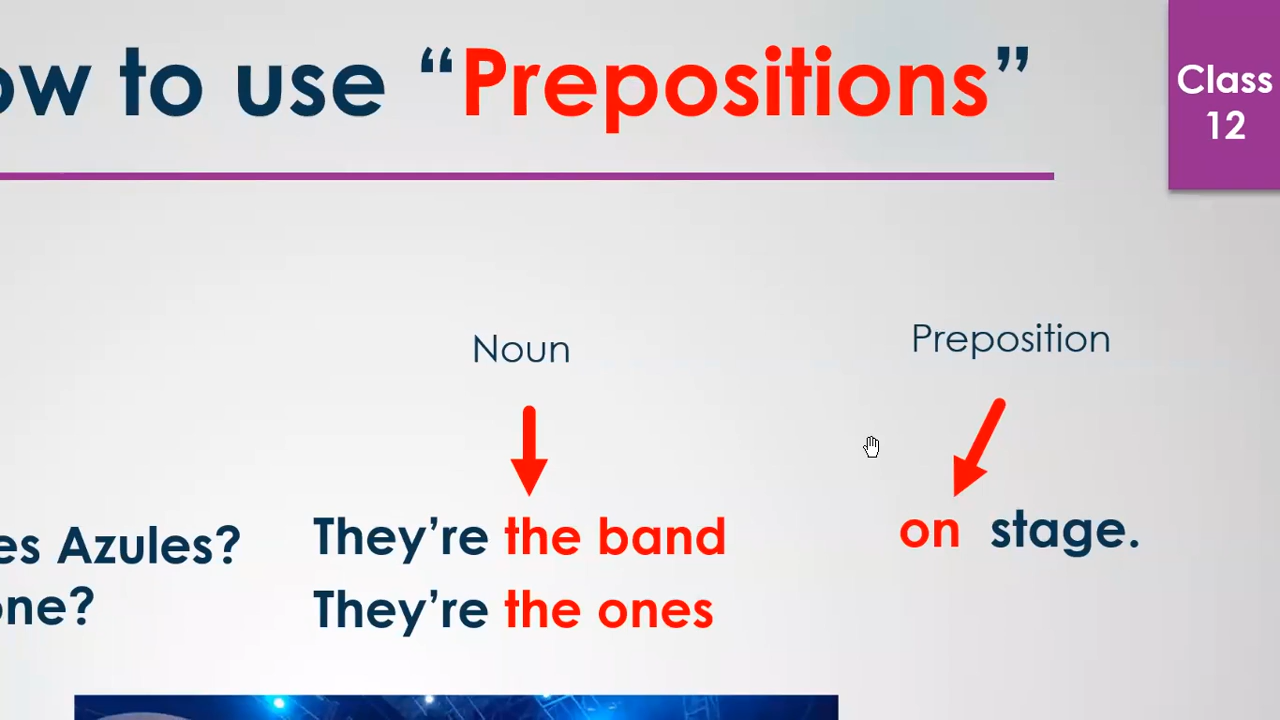 ow to use “Prepositions”
Class
12
Noun
Preposition
es Azules?
They’re the band
on stage.
one?
They’re the ones